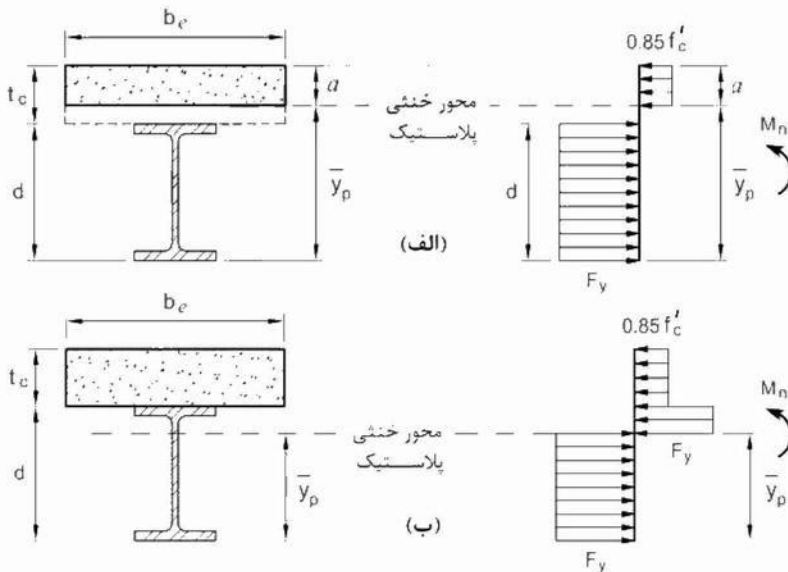 b_e
0.85 f'_c
t_c
a
a
محور خنثی
پلاستیک
M_n
d
ȳ_p
d
ȳ_p
(الف)
F_y
b_e
0.85 f'_c
t_c
M_n
محور خنثی
پلاستیک
F_y
d
ȳ_p
ȳ_p
(ب)
F_y